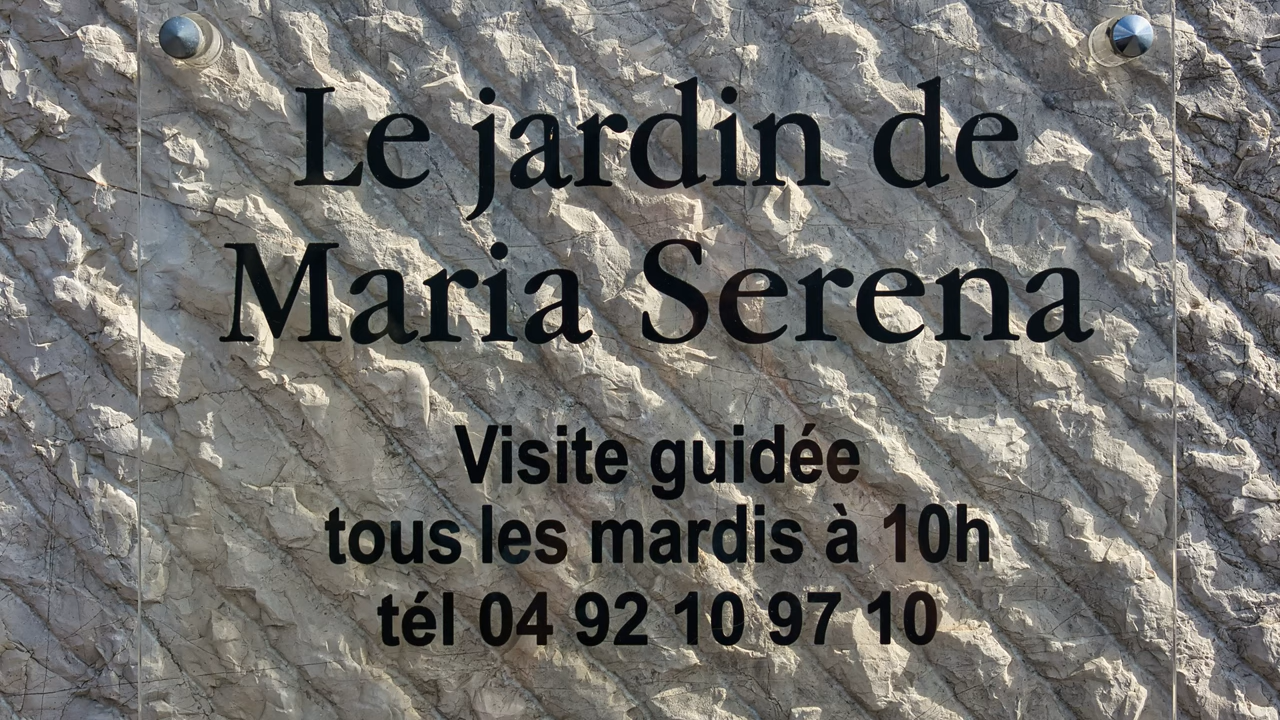 Le jardin de
Maria Serena
Visite guidée
tous les mardis à 10h
tél 04 92 10 97 10